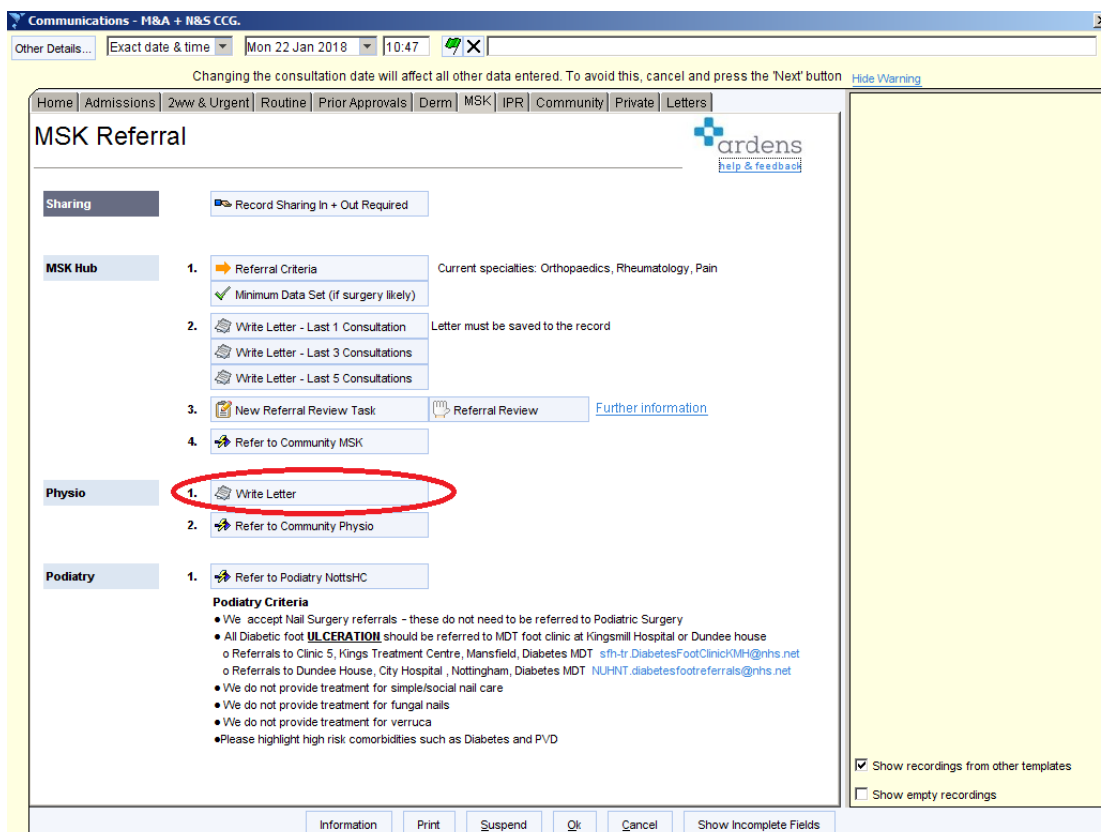 Communications - M&A + N&S CCG.
Other Details... Exact date & time Mon 22 Jan 2018 10:47
Changing the consultation date will affect all other data entered. To avoid this, cancel and press the 'Next' button Hide Warning
Home Admissions 2ww & Urgent Routine Prior Approvals Derm MSK IPR Community Private Letters
MSK Referral
ardens
help & feedback
Sharing Record Sharing In + Out Required
MSK Hub 1. Referral Criteria Current specialties: Orthopaedics, Rheumatology, Pain
Minimum Data Set (if surgery likely)
2. Write Letter - Last 1 Consultation Letter must be saved to the record
Write Letter - Last 3 Consultations
Write Letter - Last 5 Consultations
3. New Referral Review Task Referral Review Further information
4. Refer to Community MSK
Physio 1. Write Letter
2. Refer to Community Physio
Podiatry 1. Refer to Podiatry NottsHC
Podiatry Criteria
● We accept Nail Surgery referrals - these do not need to be referred to Podiatric Surgery
● All Diabetic foot ULCERATION should be referred to MDT foot clinic at Kingsmill Hospital or Dundee house
o Referrals to Clinic 5, Kings Treatment Centre, Mansfield, Diabetes MDT sfh-tr.DiabetesFootClinicKMH@nhs.net
o Referrals to Dundee House, City Hospital , Nottingham, Diabetes MDT NUHNT.diabetesfootreferrals@nhs.net
● We do not provide treatment for simple/social nail care
● We do not provide treatment for fungal nails
● We do not provide treatment for verruca
●Please highlight high risk comorbidities such as Diabetes and PVD
Show recordings from other templates
Show empty recordings
Information Print Suspend Ok Cancel Show Incomplete Fields